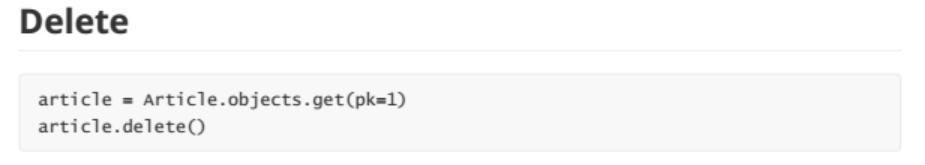 Delete
article = Article.objects.get(pk=1)
article.delete()